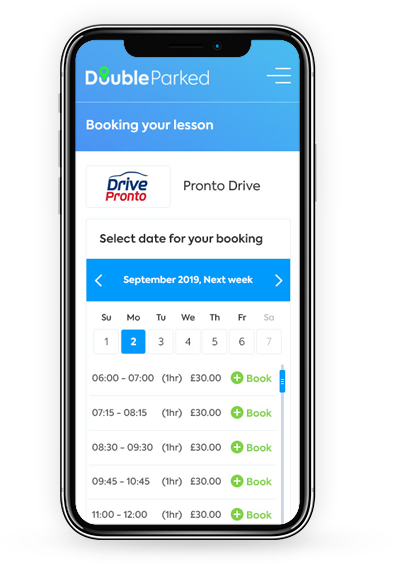 DoubleParked
Booking your lesson
Drive
Pronto
Pronto Drive
Select date for your booking
September 2019, Next week
Su Mo Tu We Th Fr Sa
1 2 3 4 5 6 7
06:00 - 07:00 (1hr) £30.00 Book
07:15 - 08:15 (1hr) £30.00 Book
08:30 - 09:30 (1hr) £30.00 Book
09:45 - 10:45 (1hr) £30.00 Book
11:00 - 12:00 (1hr) £30.00 Book